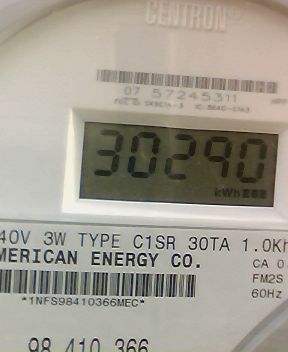 CENTRON®
07 57245311
30290
kWh
40V 3W TYPE C1SR 30TA 1.0Kh
MERICAN ENERGY CO.
CA 0.
FM2S
*1NFS98410366MEC*
60Hz
98 410 366